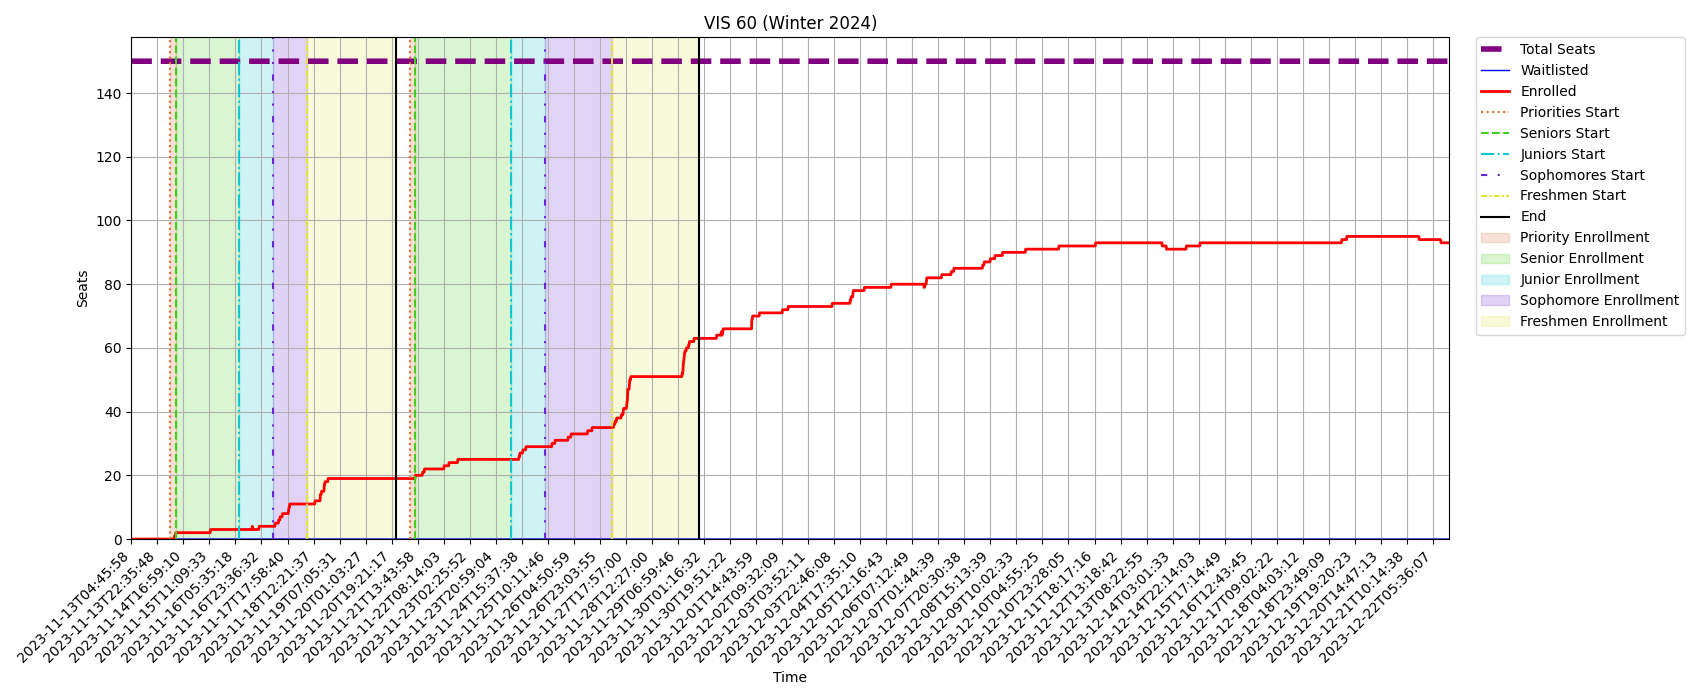 VIS 60 (Winter 2024)
Seats
140
120
100
80
60
40
20
0
2023-11-13T04:45:58
2023-11-13T22:35:48
2023-11-14T16:59:10
2023-11-15T11:09:33
2023-11-16T05:35:18
2023-11-16T23:36:32
2023-11-17T17:58:40
2023-11-18T12:21:37
2023-11-19T07:05:31
2023-11-20T01:03:27
2023-11-20T19:21:17
2023-11-21T13:43:58
2023-11-22T08:14:03
2023-11-23T02:25:52
2023-11-23T20:59:04
2023-11-24T15:37:38
2023-11-25T10:11:46
2023-11-26T04:50:59
2023-11-26T23:03:55
2023-11-27T17:57:00
2023-11-28T12:27:00
2023-11-29T06:59:46
2023-11-30T01:16:32
2023-11-30T19:51:22
2023-12-01T14:43:59
2023-12-02T09:32:09
2023-12-03T03:52:11
2023-12-03T22:46:08
2023-12-04T17:35:10
2023-12-05T12:16:43
2023-12-06T07:12:49
2023-12-07T01:44:39
2023-12-07T20:30:38
2023-12-08T15:13:39
2023-12-09T10:02:33
2023-12-10T04:55:25
2023-12-10T23:28:05
2023-12-11T18:17:16
2023-12-12T13:18:42
2023-12-13T08:22:55
2023-12-14T03:01:33
2023-12-14T22:14:03
2023-12-15T17:14:49
2023-12-16T12:43:45
2023-12-17T09:02:22
2023-12-18T04:03:12
2023-12-18T23:49:09
2023-12-19T19:20:23
2023-12-20T14:47:13
2023-12-21T10:14:38
2023-12-22T05:36:07
Time
Total Seats
Waitlisted
Enrolled
Priorities Start
Seniors Start
Juniors Start
Sophomores Start
Freshmen Start
End
Priority Enrollment
Senior Enrollment
Junior Enrollment
Sophomore Enrollment
Freshmen Enrollment